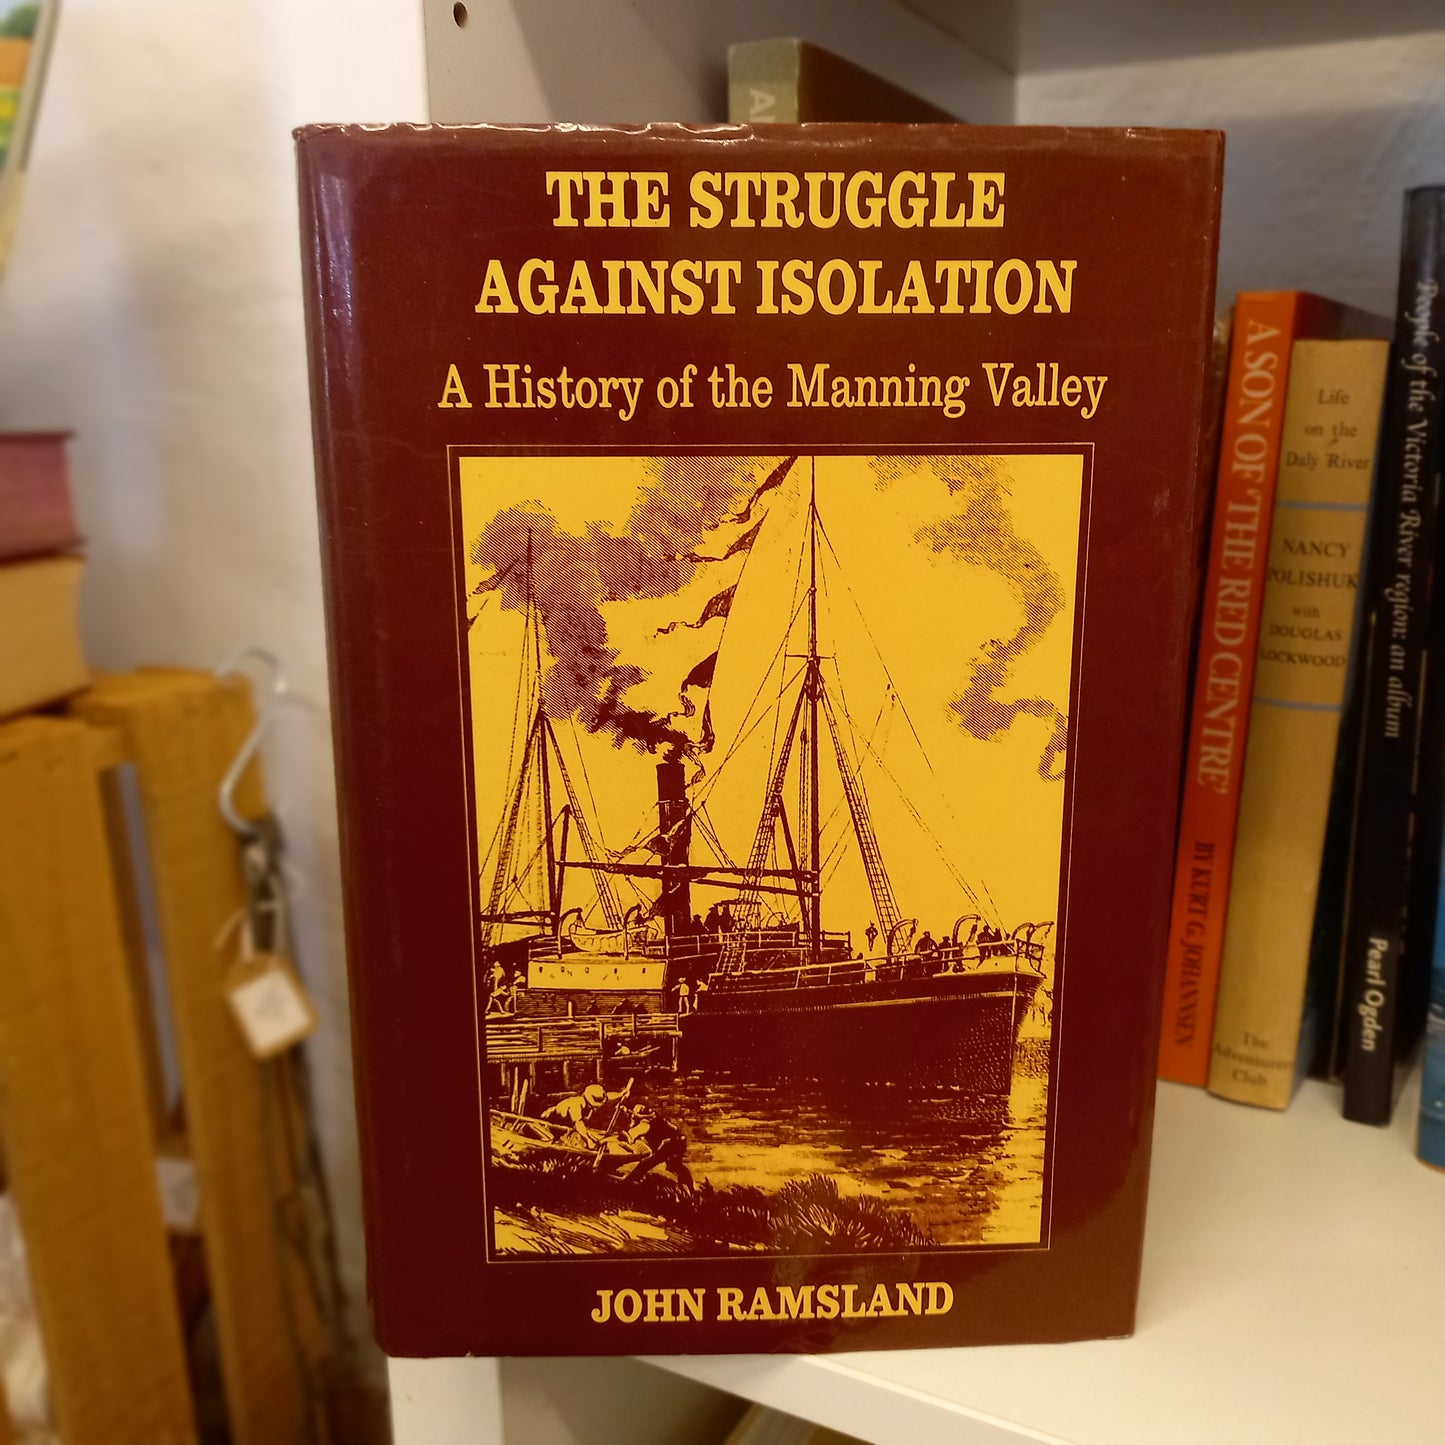 THE STRUGGLE
AGAINST ISOLATION
A History of the Manning Valley
JOHN RAMSLAND
A SON OF 'THE RED CENTRE'
BY KURT G. JOHANNSEN
Life
on the
Daly River
NANCY
POLISHUK
with
DOUGLAS
LOCKWOOD
The
Adventurers
Club
People of the Victoria River region: an album
Pearl Ogden